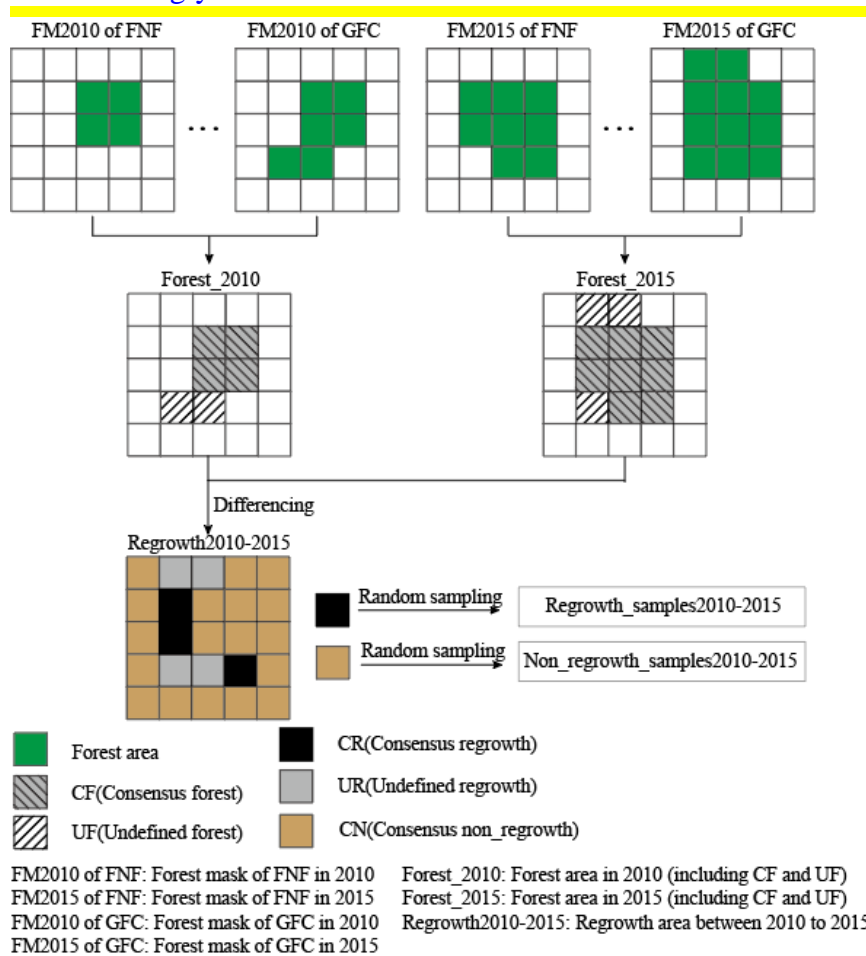 FM2010 of FNF FM2010 of GFC FM2015 of FNF FM2015 of GFC
... ...
Forest_2010 Forest_2015
Differencing
Regrowth2010-2015
Random sampling Regrowth_samples2010-2015
Random sampling Non_regrowth_samples2010-2015
Forest area CR(Consensus regrowth)
CF(Consensus forest) UR(Undefined regrowth)
UF(Undefined forest) CN(Consensus non_regrowth)
FM2010 of FNF: Forest mask of FNF in 2010 Forest_2010: Forest area in 2010 (including CF and UF)
FM2015 of FNF: Forest mask of FNF in 2015 Forest_2015: Forest area in 2015 (including CF and UF)
FM2010 of GFC: Forest mask of GFC in 2010 Regrowth2010-2015: Regrowth area between 2010 to 2015
FM2015 of GFC: Forest mask of GFC in 2015